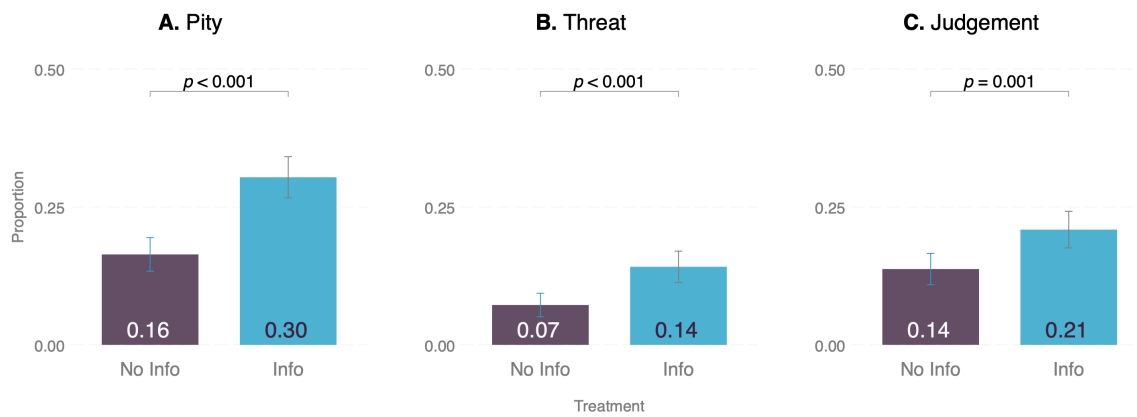 A. Pity
B. Threat
C. Judgement
0.50
p < 0.001
0.50
p < 0.001
0.50
p = 0.001
Proportion
0.25
0.25
0.25
0.16
0.30
0.07
0.14
0.14
0.21
0.00
0.00
0.00
No Info
Info
No Info
Info
No Info
Info
Treatment